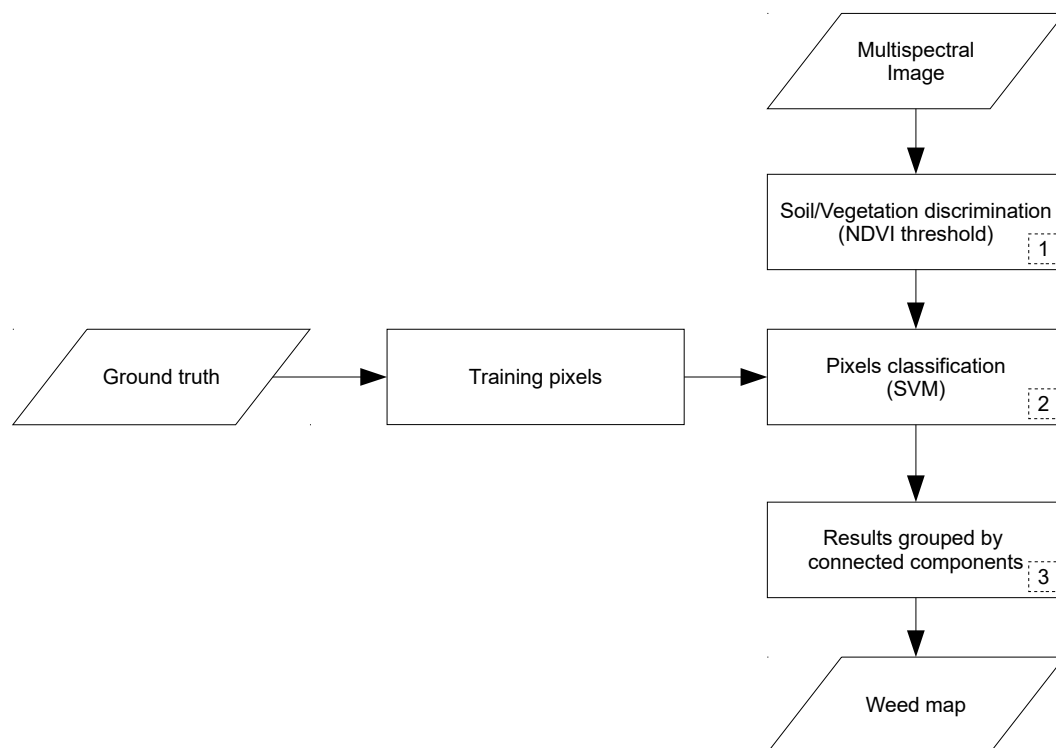 Multispectral
Image
Soil/Vegetation discrimination
(NDVI threshold)
1
Ground truth
Training pixels
Pixels classification
(SVM)
2
Results grouped by
connected components
3
Weed map